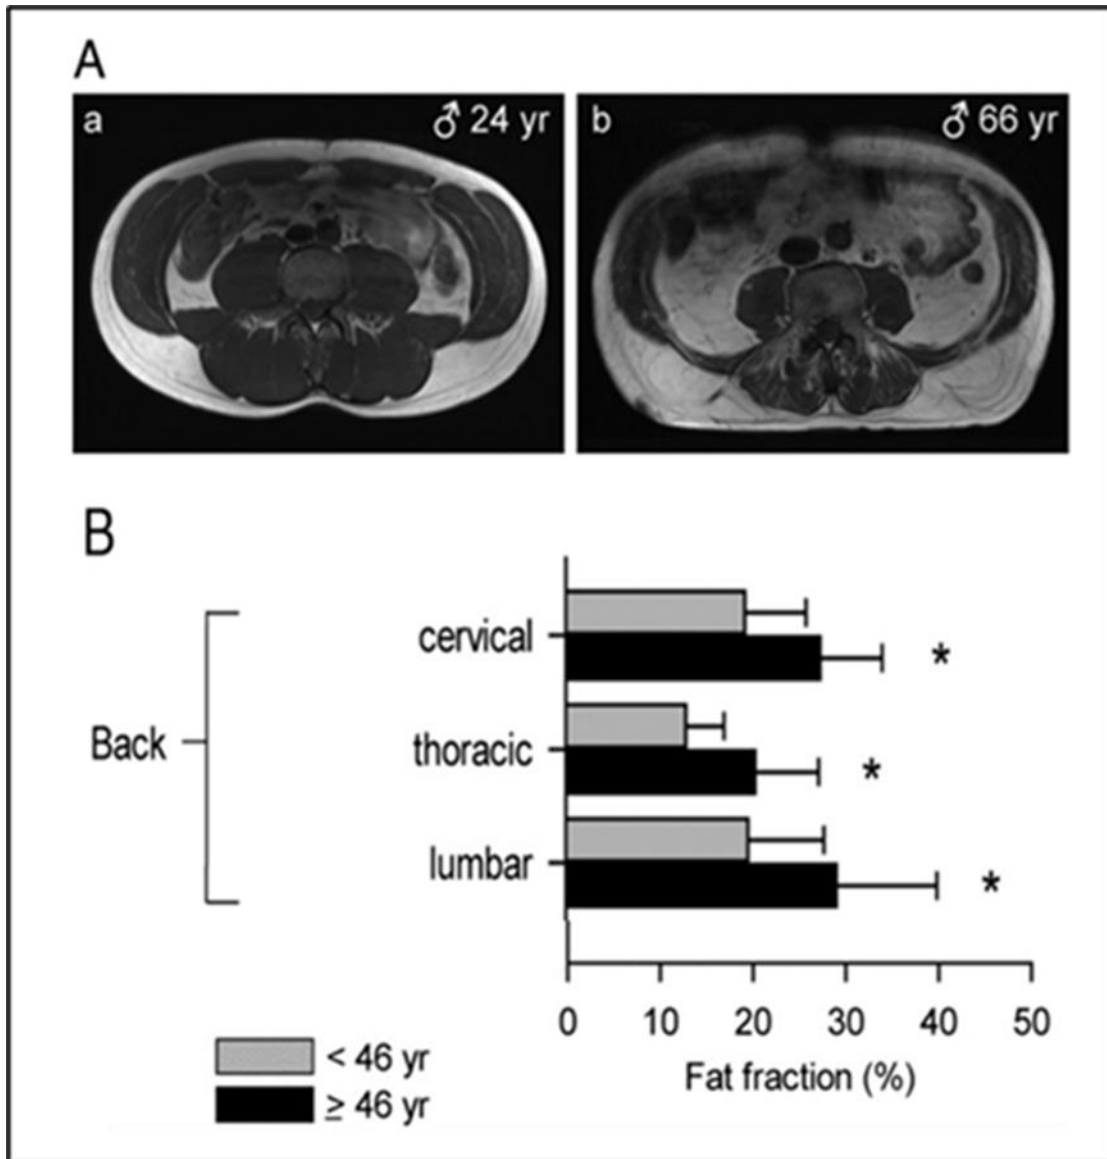 A
a ♂ 24 yr
b ♂ 66 yr
B
Back
cervical *
thoracic *
lumbar *
0 10 20 30 40 50
Fat fraction (%)
< 46 yr
≥ 46 yr